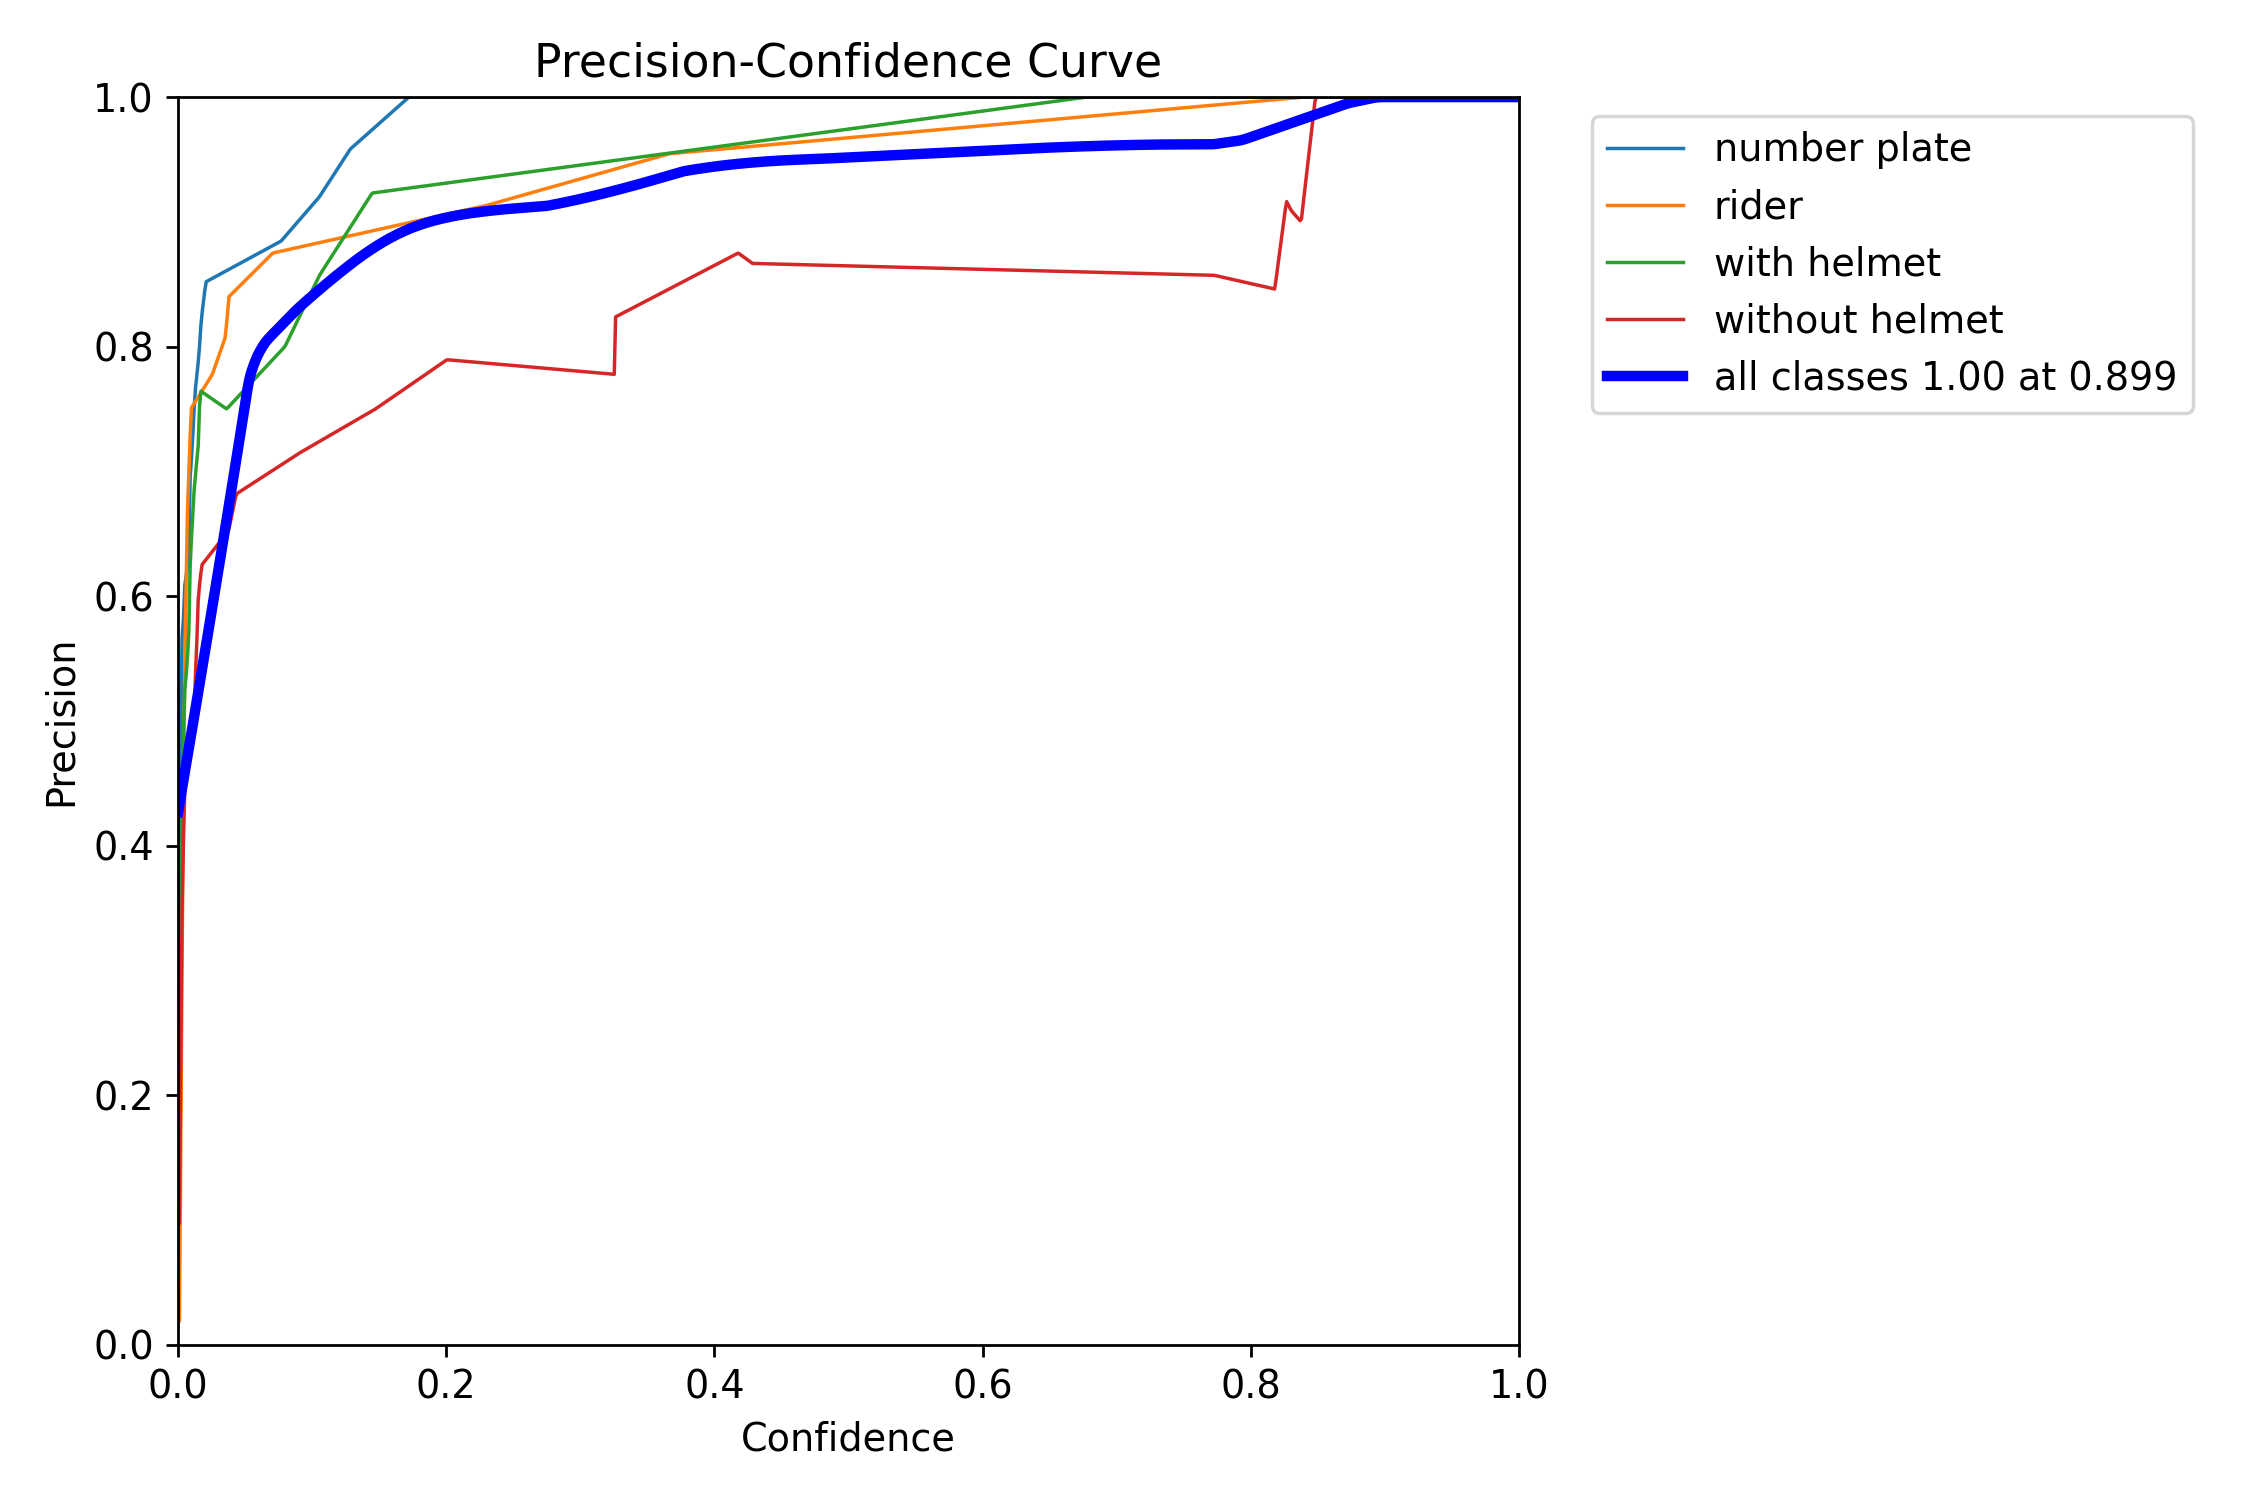 Precision-Confidence Curve
1.0
0.8
0.6
0.4
0.2
0.0
Precision
0.0 0.2 0.4 0.6 0.8 1.0
Confidence
number plate
rider
with helmet
without helmet
all classes 1.00 at 0.899